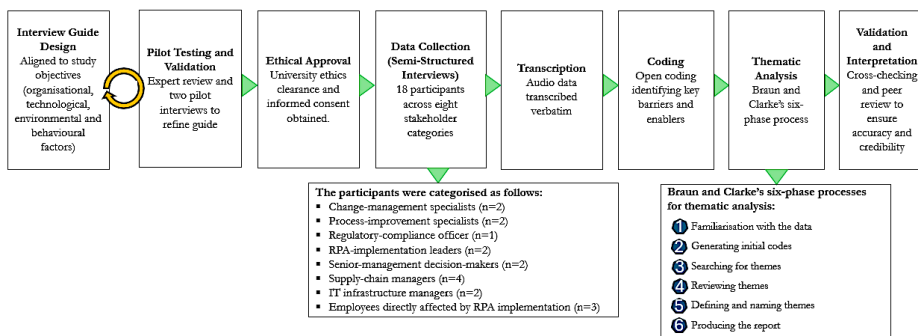 Interview Guide
Design
Aligned to study
objectives
(organisational,
technological,
environmental and
behavioural
factors)
Pilot Testing and
Validation
Expert review and
two pilot
interviews to
refine guide
Ethical Approval
University ethics
clearance and
informed consent
obtained.
Data Collection
(Semi-Structured
Interviews)
18 participants
across eight
stakeholder
categories
Transcription
Audio data
transcribed
verbatim
Coding
Open coding
identifying key
barriers and
enablers
Thematic
Analysis
Braun and
Clarke's six-
phase process
Validation
and
Interpretation
Cross-checking
and peer
review to
ensure
accuracy and
credibility
The participants were categorised as follows:
▪ Change-management specialists (n=2)
▪ Process-improvement specialists (n=2)
▪ Regulatory-compliance officer (n=1)
▪ RPA-implementation leaders (n=2)
▪ Senior-management decision-makers (n=2)
▪ Supply-chain managers (n=4)
▪ IT infrastructure managers (n=2)
▪ Employees directly affected by RPA implementation (n=3)
Braun and Clarke's six-phase processes
for thematic analysis:
1 Familiarisation with the data
2 Generating initial codes
3 Searching for themes
4 Reviewing themes
5 Defining and naming themes
6 Producing the report